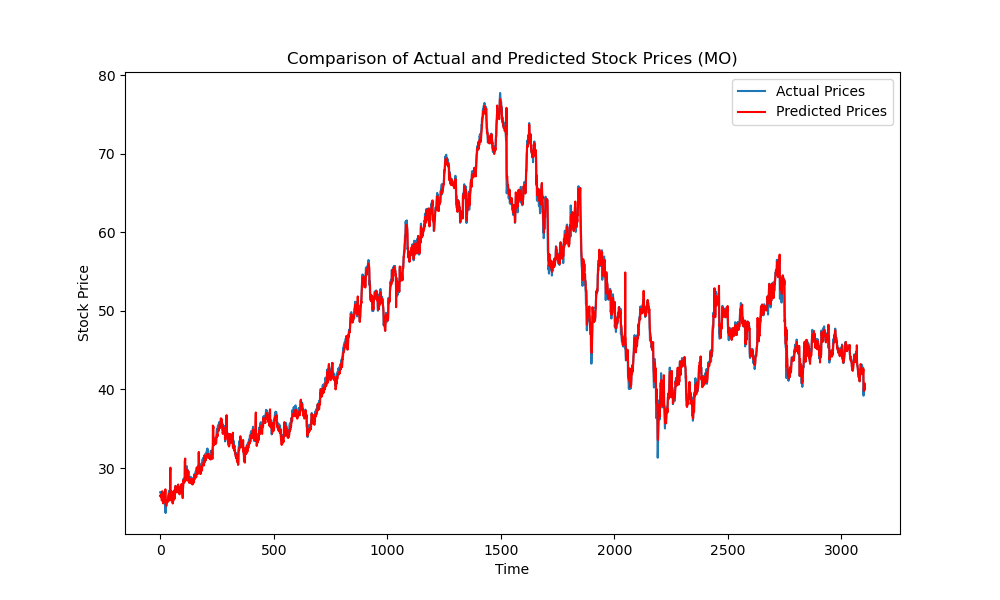 Comparison of Actual and Predicted Stock Prices (MO)
Actual Prices
Predicted Prices
80
70
60
50
40
30
Stock Price
0 500 1000 1500 2000 2500 3000
Time